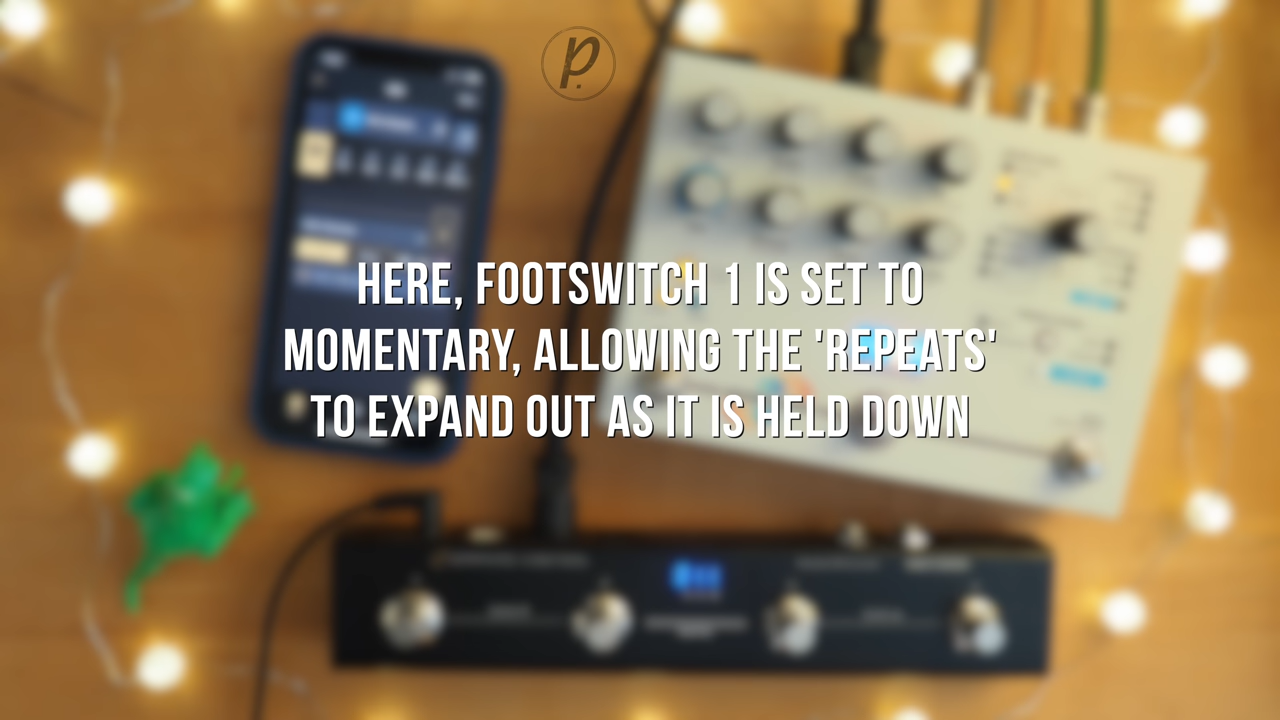 p.
HERE, FOOTSWITCH 1 IS SET TO
MOMENTARY, ALLOWING THE 'REPEATS'
TO EXPAND OUT AS IT IS HELD DOWN